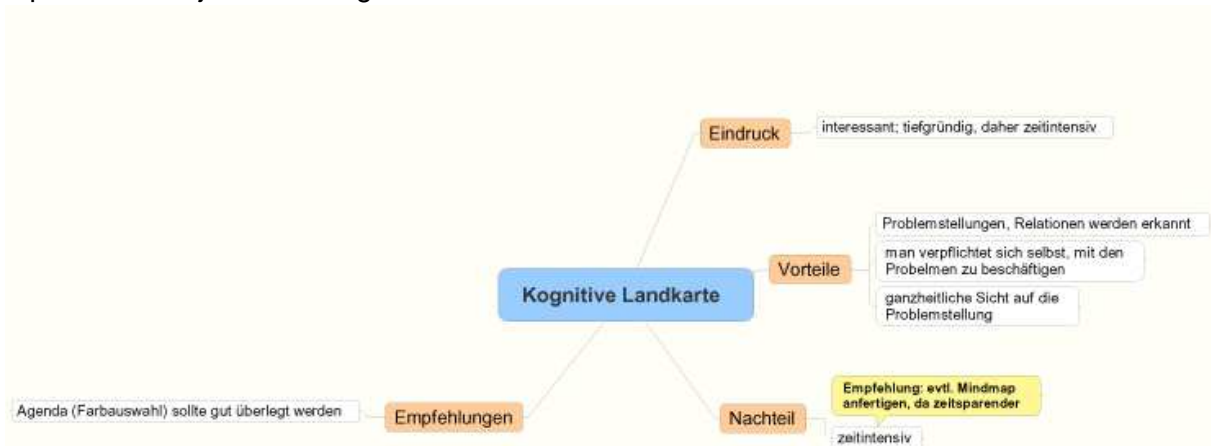 Eindruck
interessant; tiefgründig, daher zeitintensiv
Problemstellungen, Relationen werden erkannt
Vorteile
man verpflichtet sich selbst, mit den
Probelmen zu beschäftigen
ganzheitliche Sicht auf die
Problemstellung
Kognitive Landkarte
Empfehlung: evtl. Mindmap
anfertigen, da zeitsparender
Agenda (Farbauswahl) sollte gut überlegt werden
Empfehlungen
Nachteil
zeitintensiv